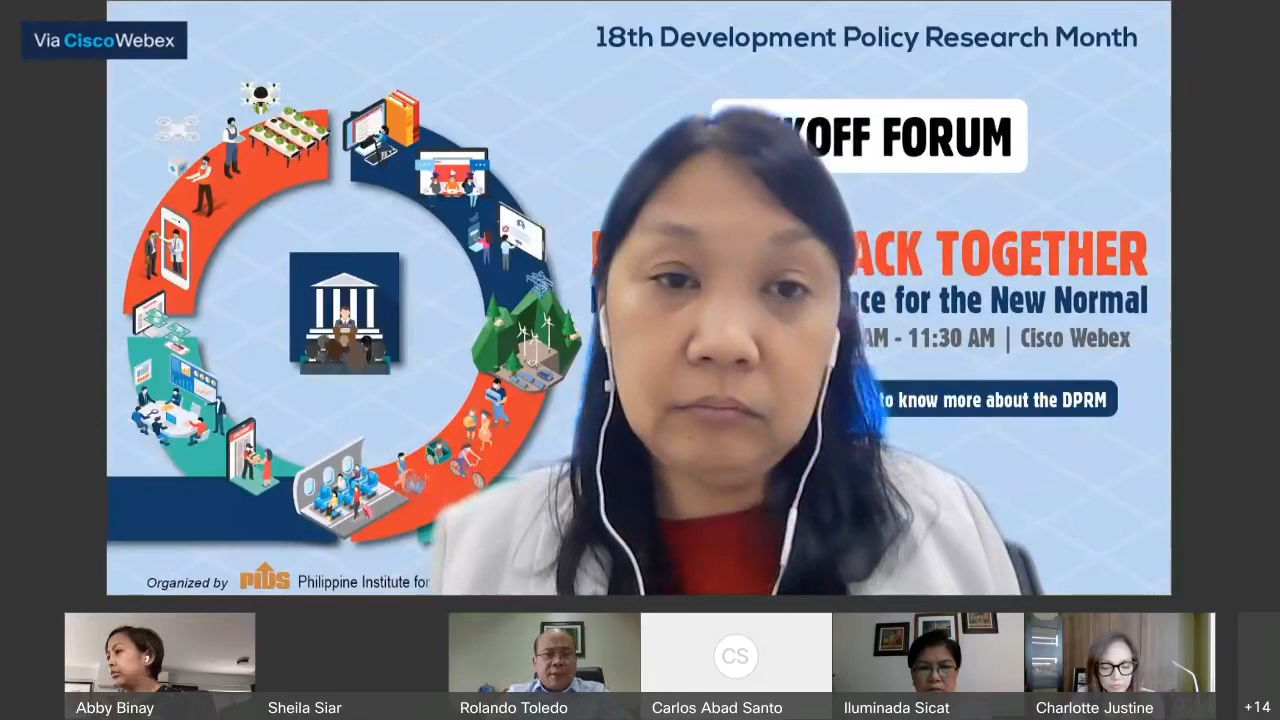 Via CiscoWebex
18th Development Policy Research Month
KOFF FORUM
ACK TOGETHER
ce for the New Normal
AM - 11:30 AM | Cisco Webex
to know more about the DPRM
Organized by PIDS Philippine Institute for
CS
Abby Binay
Sheila Siar
Rolando Toledo
Carlos Abad Santo
Iluminada Sicat
Charlotte Justine
+14